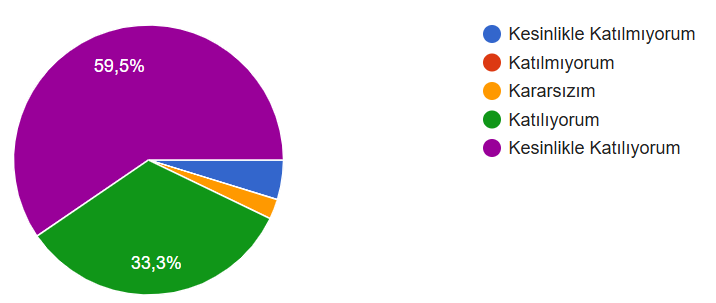 59,5%
33,3%
Kesinlikle Katılmıyorum
Katılmıyorum
Kararsızım
Katılıyorum
Kesinlikle Katılıyorum